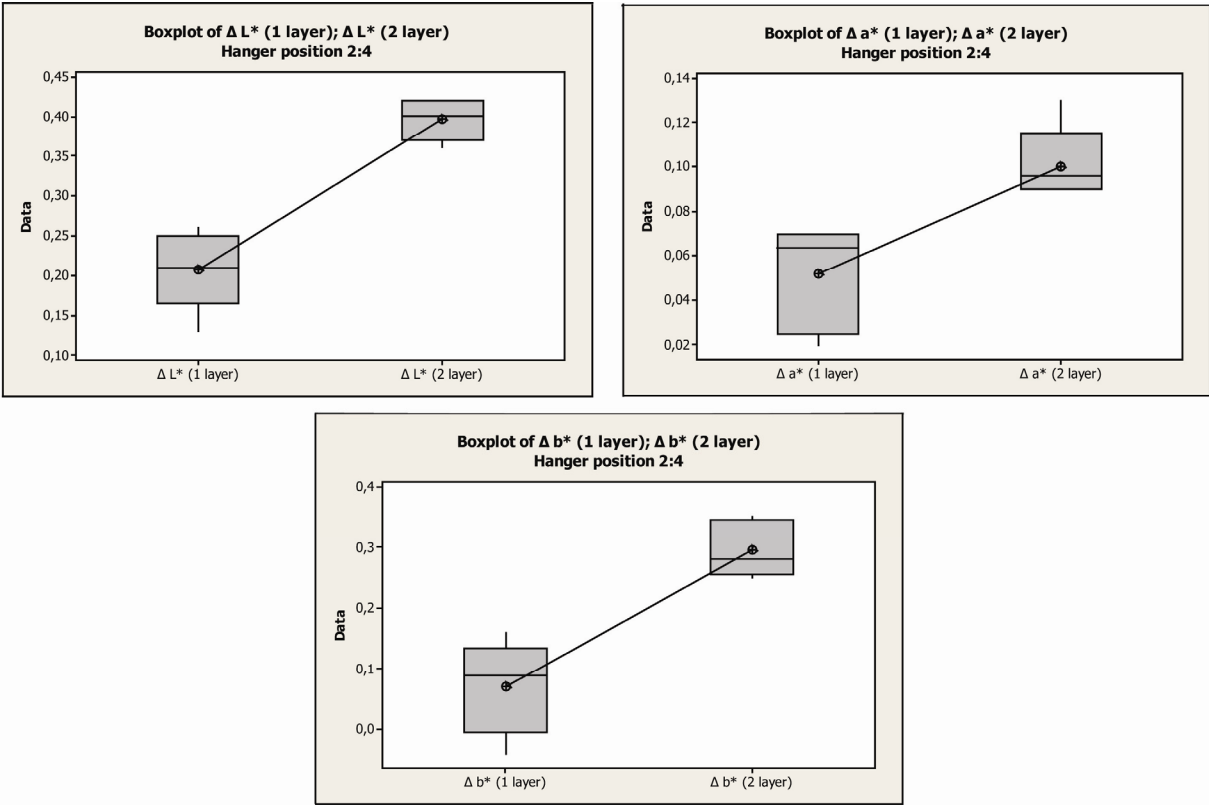 Boxplot of Δ L* (1 layer); Δ L* (2 layer)
Hanger position 2:4
Data
0,45
0,40
0,35
0,30
0,25
0,20
0,15
0,10
Δ L* (1 layer)
Δ L* (2 layer)
Boxplot of Δ a* (1 layer); Δ a* (2 layer)
Hanger position 2:4
Data
0,14
0,12
0,10
0,08
0,06
0,04
0,02
Δ a* (1 layer)
Δ a* (2 layer)
Boxplot of Δ b* (1 layer); Δ b* (2 layer)
Hanger position 2:4
Data
0,4
0,3
0,2
0,1
0,0
Δ b* (1 layer)
Δ b* (2 layer)